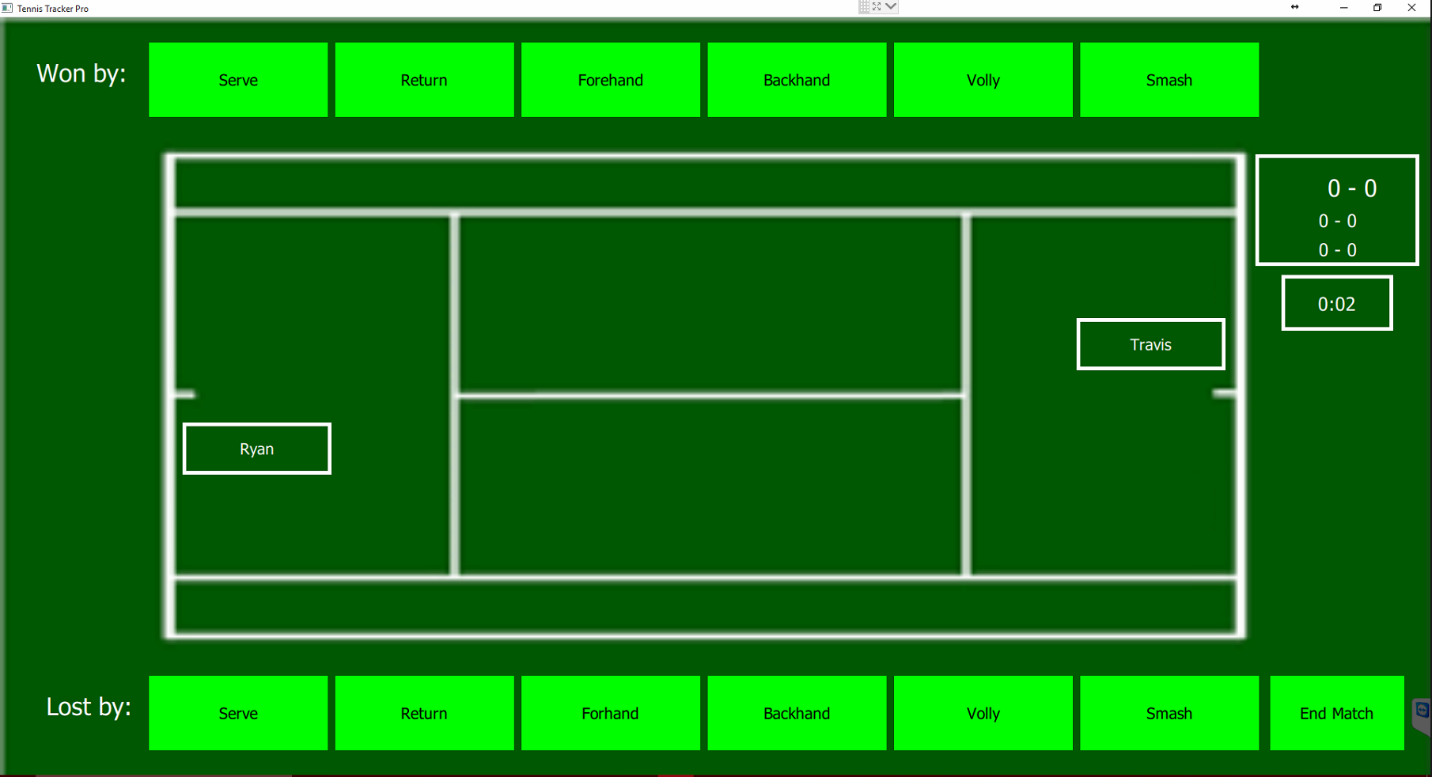 Tennis Tracker Pro
Won by: Serve Return Forehand Backhand Volly Smash
0 - 0
0 - 0
0 - 0
0:02
Travis
Ryan
Lost by: Serve Return Forhand Backhand Volly Smash End Match